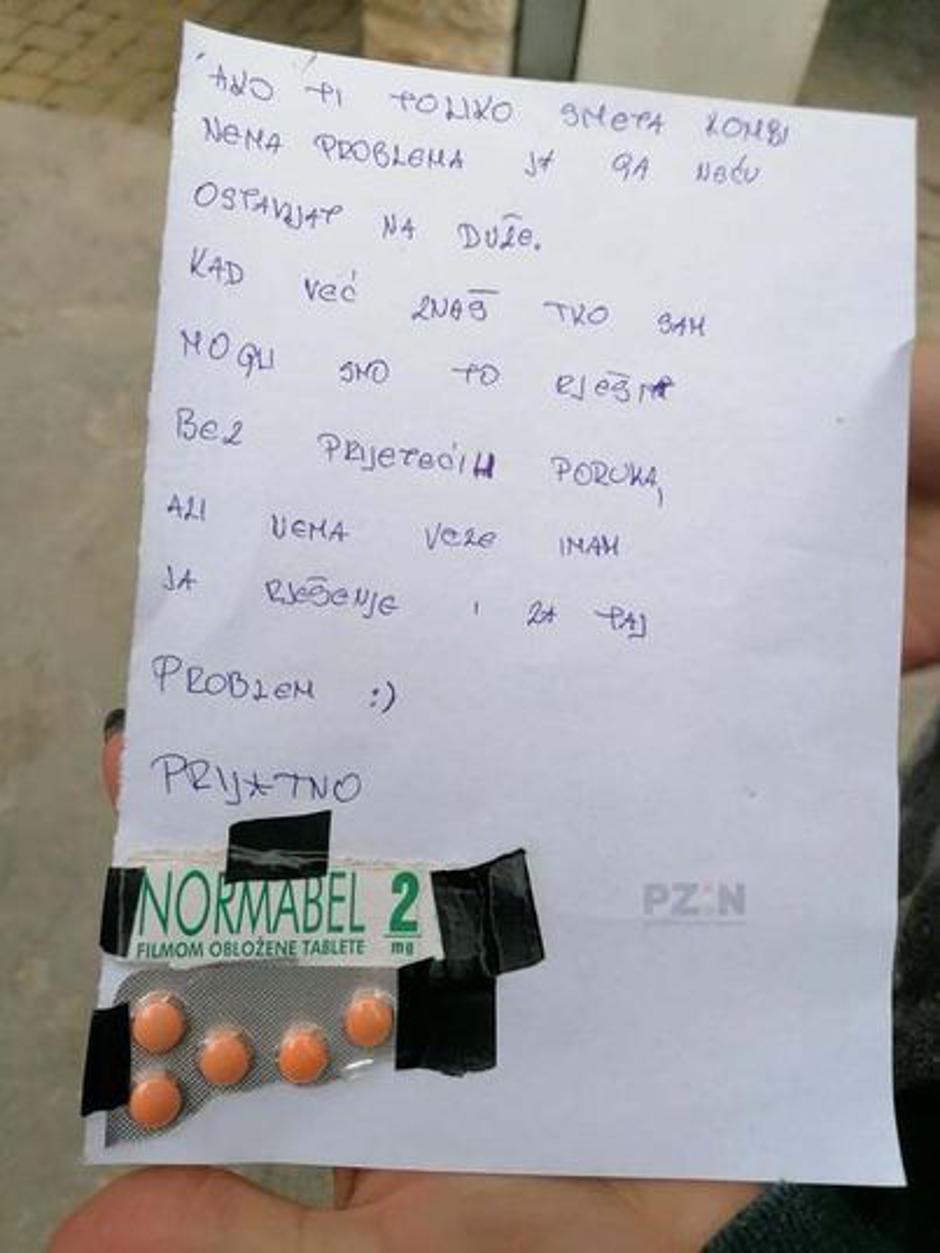 AKO TI TOLIKO SMETA KOMBI
NEMA PROBLEMA JA GA NEĆU
OSTAVLJAT NA DUŽE.
KAD VEĆ ZNAŠ TKO SAM
MOGLI SMO TO RJEŠIT
BEZ PRIJETEĆIH PORUKA,
ALI NEMA VEZE IMAM
JA RJEŠENJE I ZA TAJ
PROBLEM :)
PRIJATNO
NORMABEL 2 mg
FILMOM OBLOŽENE TABLETE
PZIN